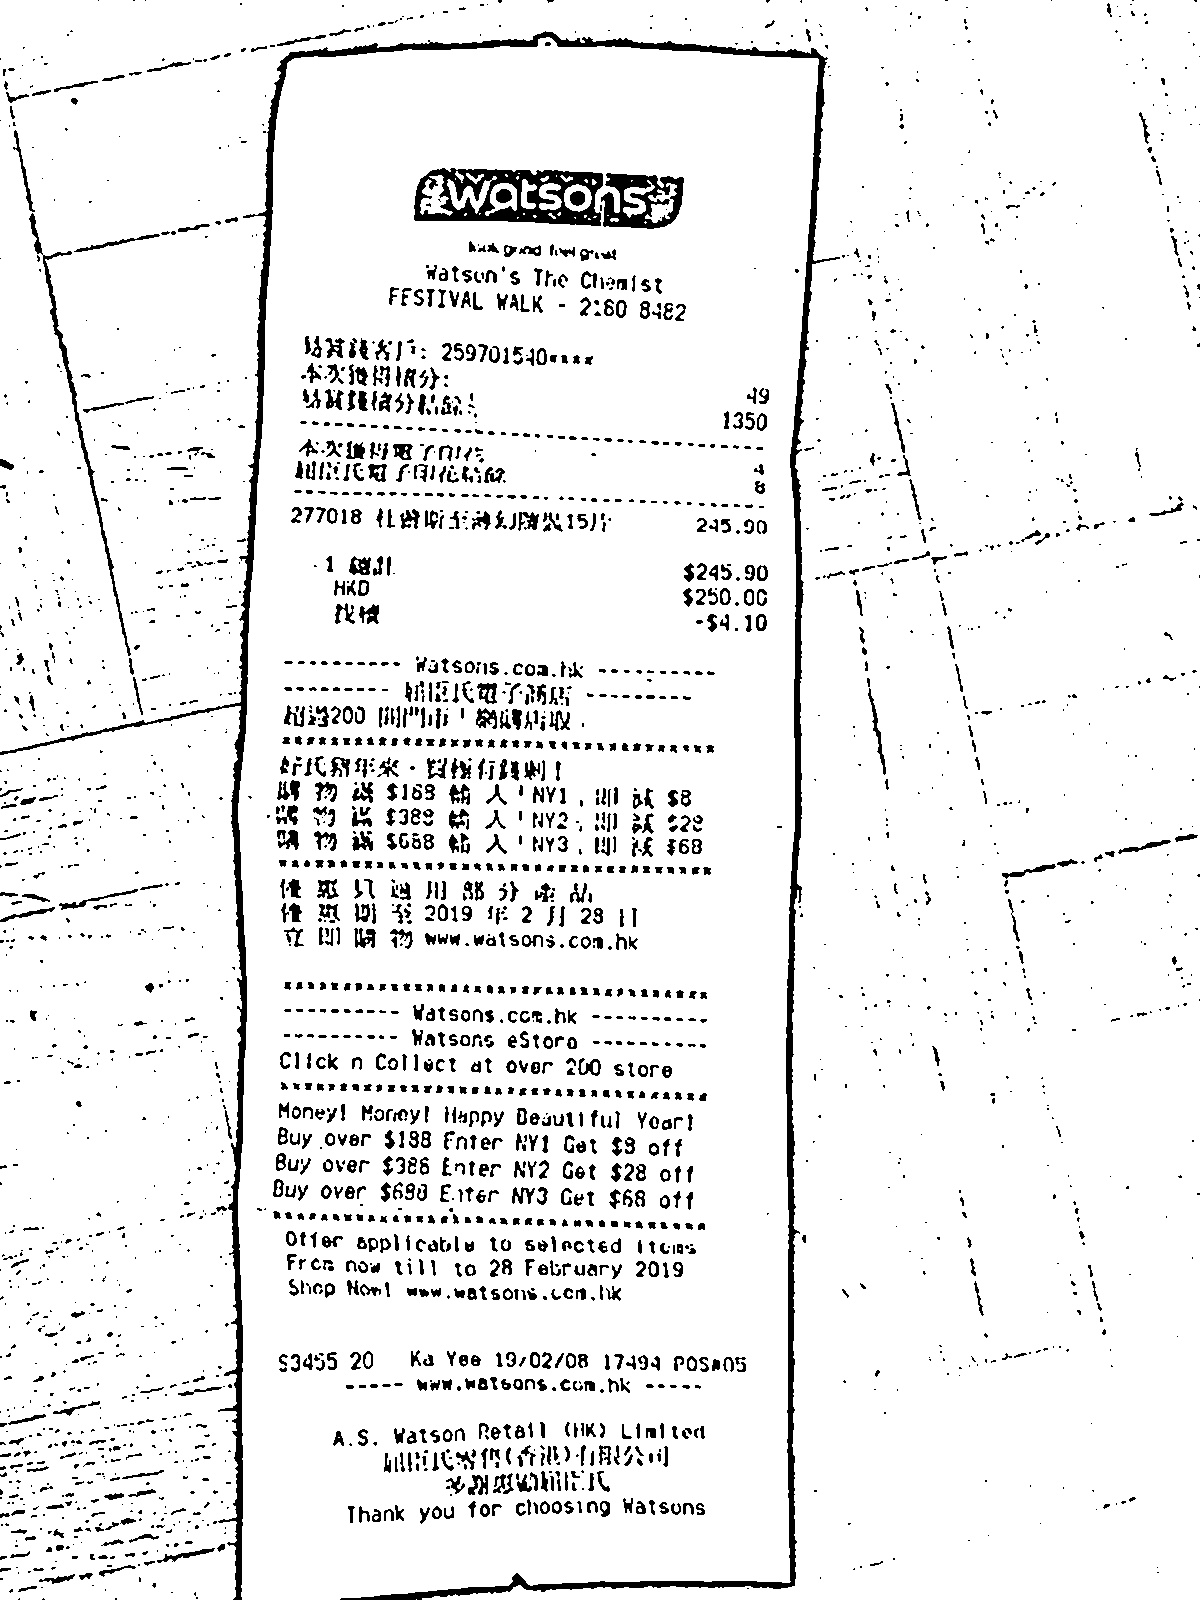 watsons
look good. feel great
Watson's The Chemist
FESTIVAL WALK - 2180 8482
易賞錢客戶: 259701540****
本次獲得積分:
49
易賞錢積分結餘:
1350
本次獲得電子印花
4
屈臣氏電子印花結餘
8
277018 杜蕾斯至薄幻隱裝15片 245.90
1 總計 $245.90
HKD $250.00
找續 -$4.10
---------- Watsons.com.hk ----------
--------- 屈臣氏電子商店 ---------
超過200 間門市「網購店取」
************************************
好氏豬年來·買極有錢剩!
購 物 滿 $188 輸 入「NY1」即 減 $8
購 物 滿 $388 輸 入「NY2」即 減 $28
購 物 滿 $688 輸 入「NY3」即 減 $68
************************************
優 惠 只 適 用 部 分 產 品
優 惠 期 至 2019 年 2 月 28 日
立 即 購 物 www.watsons.com.hk
************************************
---------- Watsons.com.hk ----------
---------- Watsons eStore ----------
Click n Collect at over 200 store
************************************
Money! Money! Happy Beautiful Year!
Buy over $188 Enter NY1 Get $8 off
Buy over $388 Enter NY2 Get $28 off
Buy over $688 Enter NY3 Get $68 off
************************************
Offer applicable to selected items
From now till to 28 February 2019
Shop Now! www.watsons.com.hk
S3455 20 Ka Yee 19/02/08 17494 POS#05
----- www.watsons.com.hk -----
A.S. Watson Retail (HK) Limited
屈臣氏零售(香港)有限公司
多謝惠顧屈臣氏
Thank you for choosing Watsons